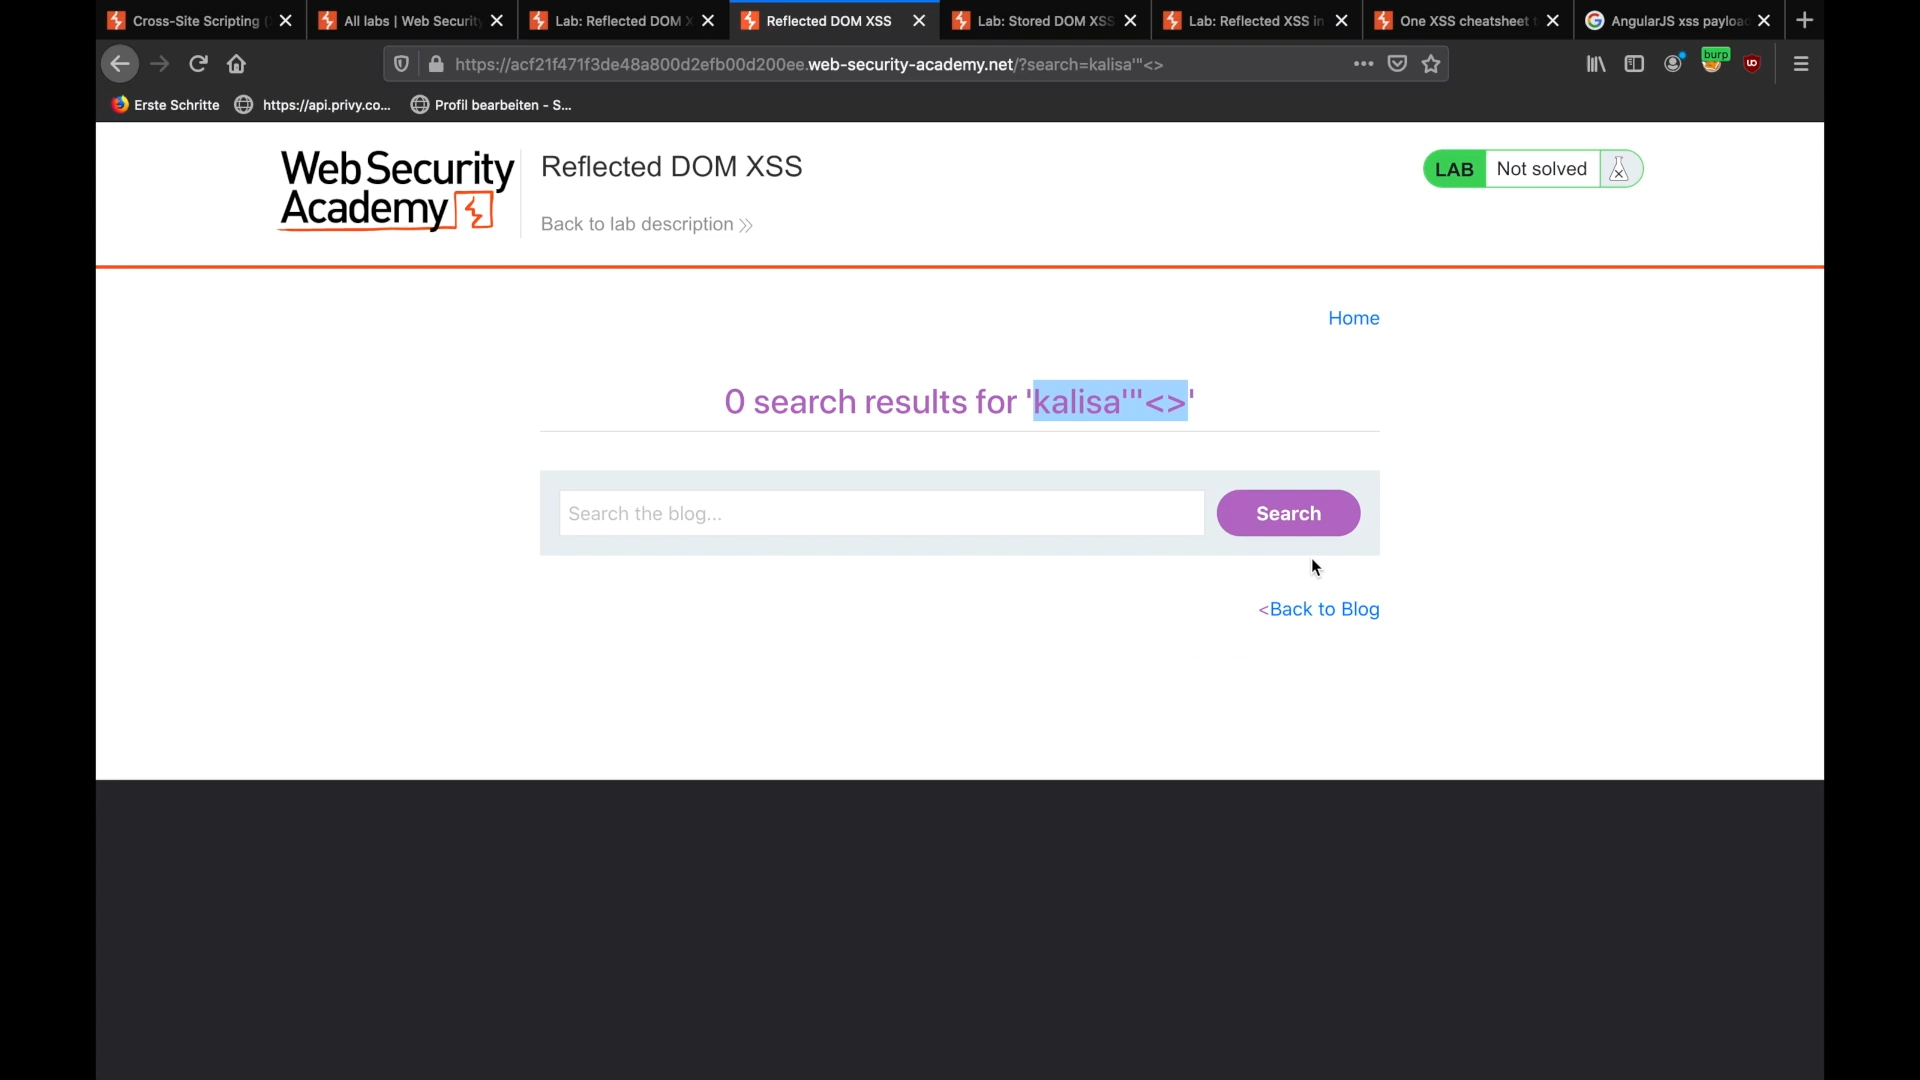 Cross-Site Scripting (
All labs | Web Securit
Lab: Reflected DOM X
Reflected DOM XSS
Lab: Stored DOM XSS
Lab: Reflected XSS in
One XSS cheatsheet t
AngularJS xss payloa
https://acf21f471f3de48a800d2efb00d200ee.web-security-academy.net/?search=kalisa'"<>
burp
Erste Schritte
https://api.privy.co...
Profil bearbeiten - S...
Web Security
Academy
Reflected DOM XSS
Back to lab description
LAB
Not solved
Home
0 search results for 'kalisa'"<>'
Search the blog...
Search
<Back to Blog